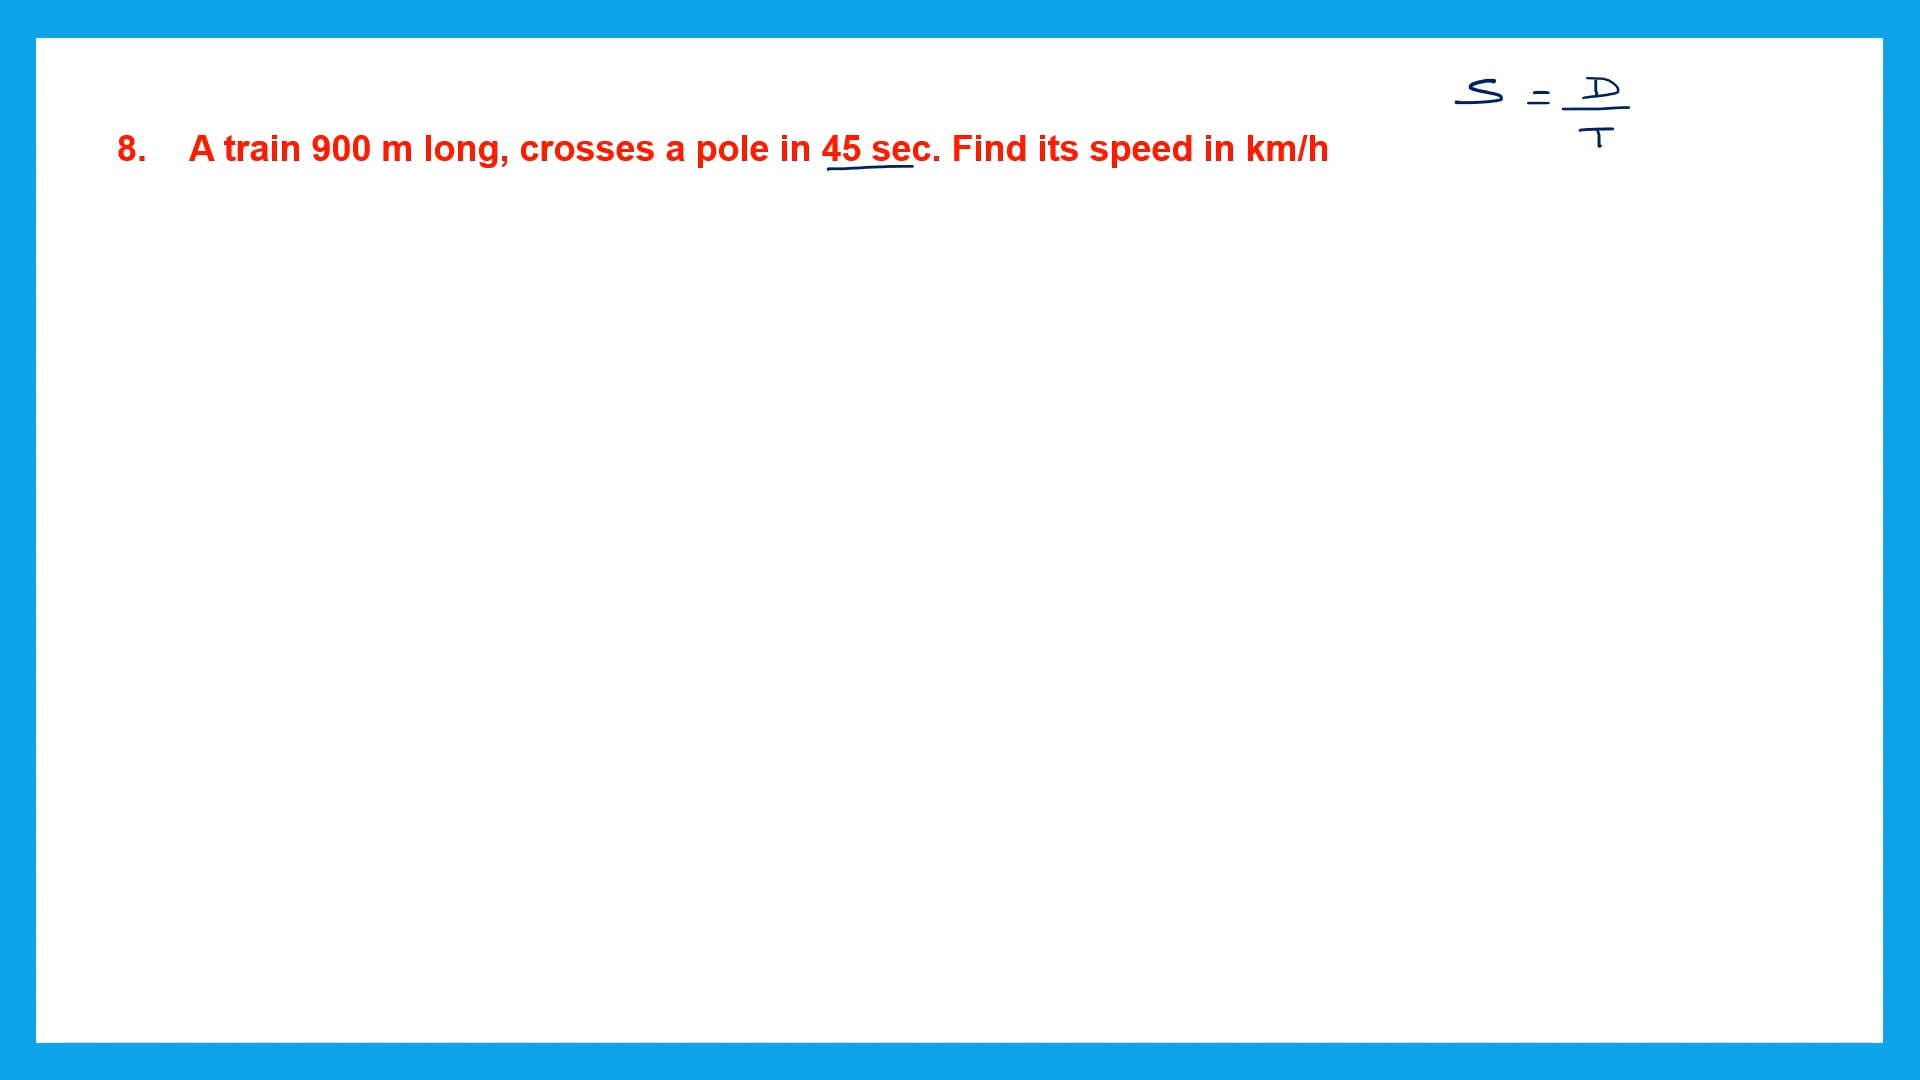 S = D / T
8. A train 900 m long, crosses a pole in 45 sec. Find its speed in km/h